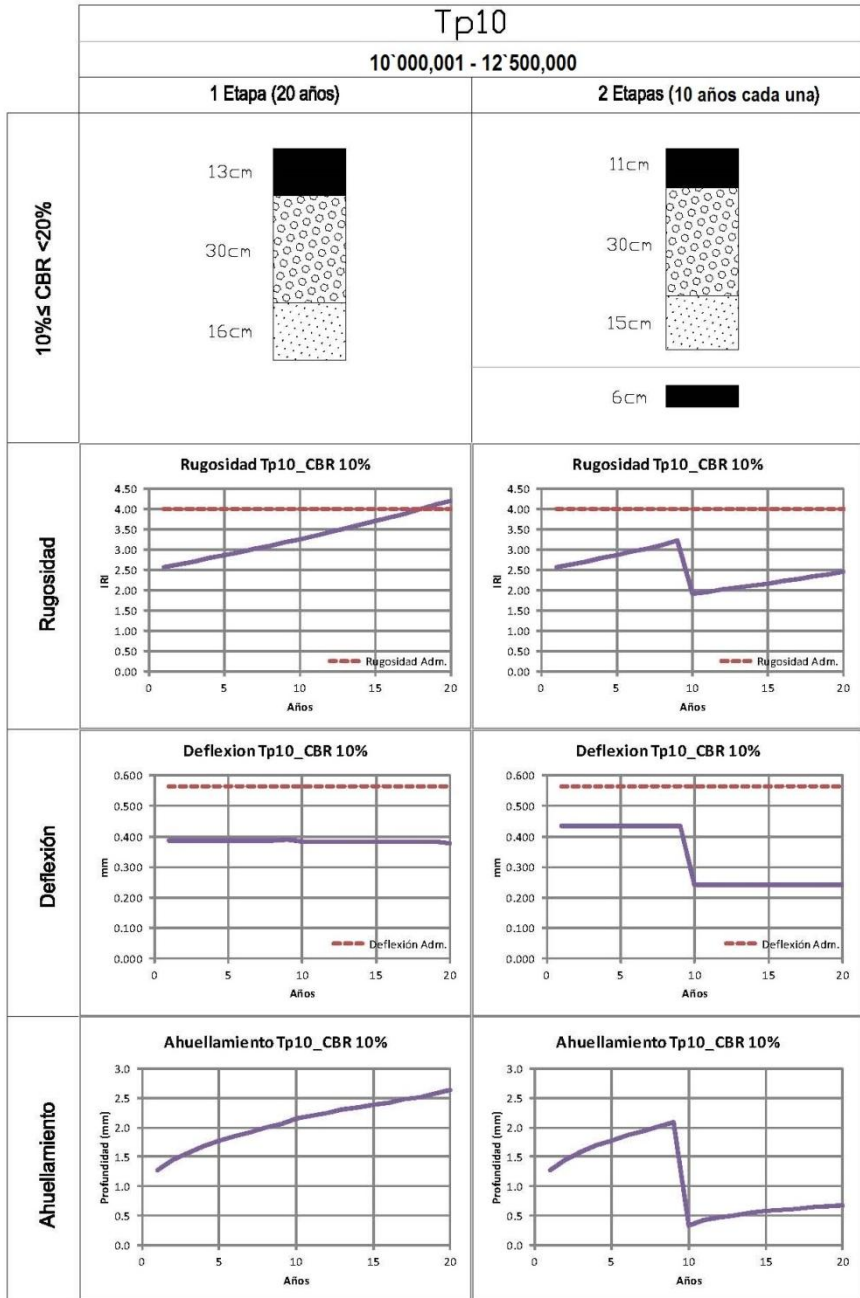 Tp10
10`000,001 - 12`500,000
1 Etapa (20 años)
2 Etapas (10 años cada una)
10%≤ CBR <20%
13cm
30cm
16cm
11cm
30cm
15cm
6cm
Rugosidad
Rugosidad Tp10_CBR 10%
4.50
4.00
3.50
3.00
2.50
2.00
1.50
1.00
0.50
0.00
IRI
Rugosidad Adm.
0 5 10 15 20
Años
Rugosidad Tp10_CBR 10%
4.50
4.00
3.50
3.00
2.50
2.00
1.50
1.00
0.50
0.00
IRI
Rugosidad Adm.
0 5 10 15 20
Años
Deflexión
Deflexion Tp10_CBR 10%
0.600
0.500
0.400
0.300
0.200
0.100
0.000
mm
Deflexión Adm.
0 5 10 15 20
Años
Deflexion Tp10_CBR 10%
0.600
0.500
0.400
0.300
0.200
0.100
0.000
mm
Deflexión Adm.
0 5 10 15 20
Años
Ahuellamiento
Ahuellamiento Tp10_CBR 10%
3.0
2.5
2.0
1.5
1.0
0.5
0.0
Profundidad (mm)
0 5 10 15 20
Años
Ahuellamiento Tp10_CBR 10%
3.0
2.5
2.0
1.5
1.0
0.5
0.0
Profundidad (mm)
0 5 10 15 20
Años